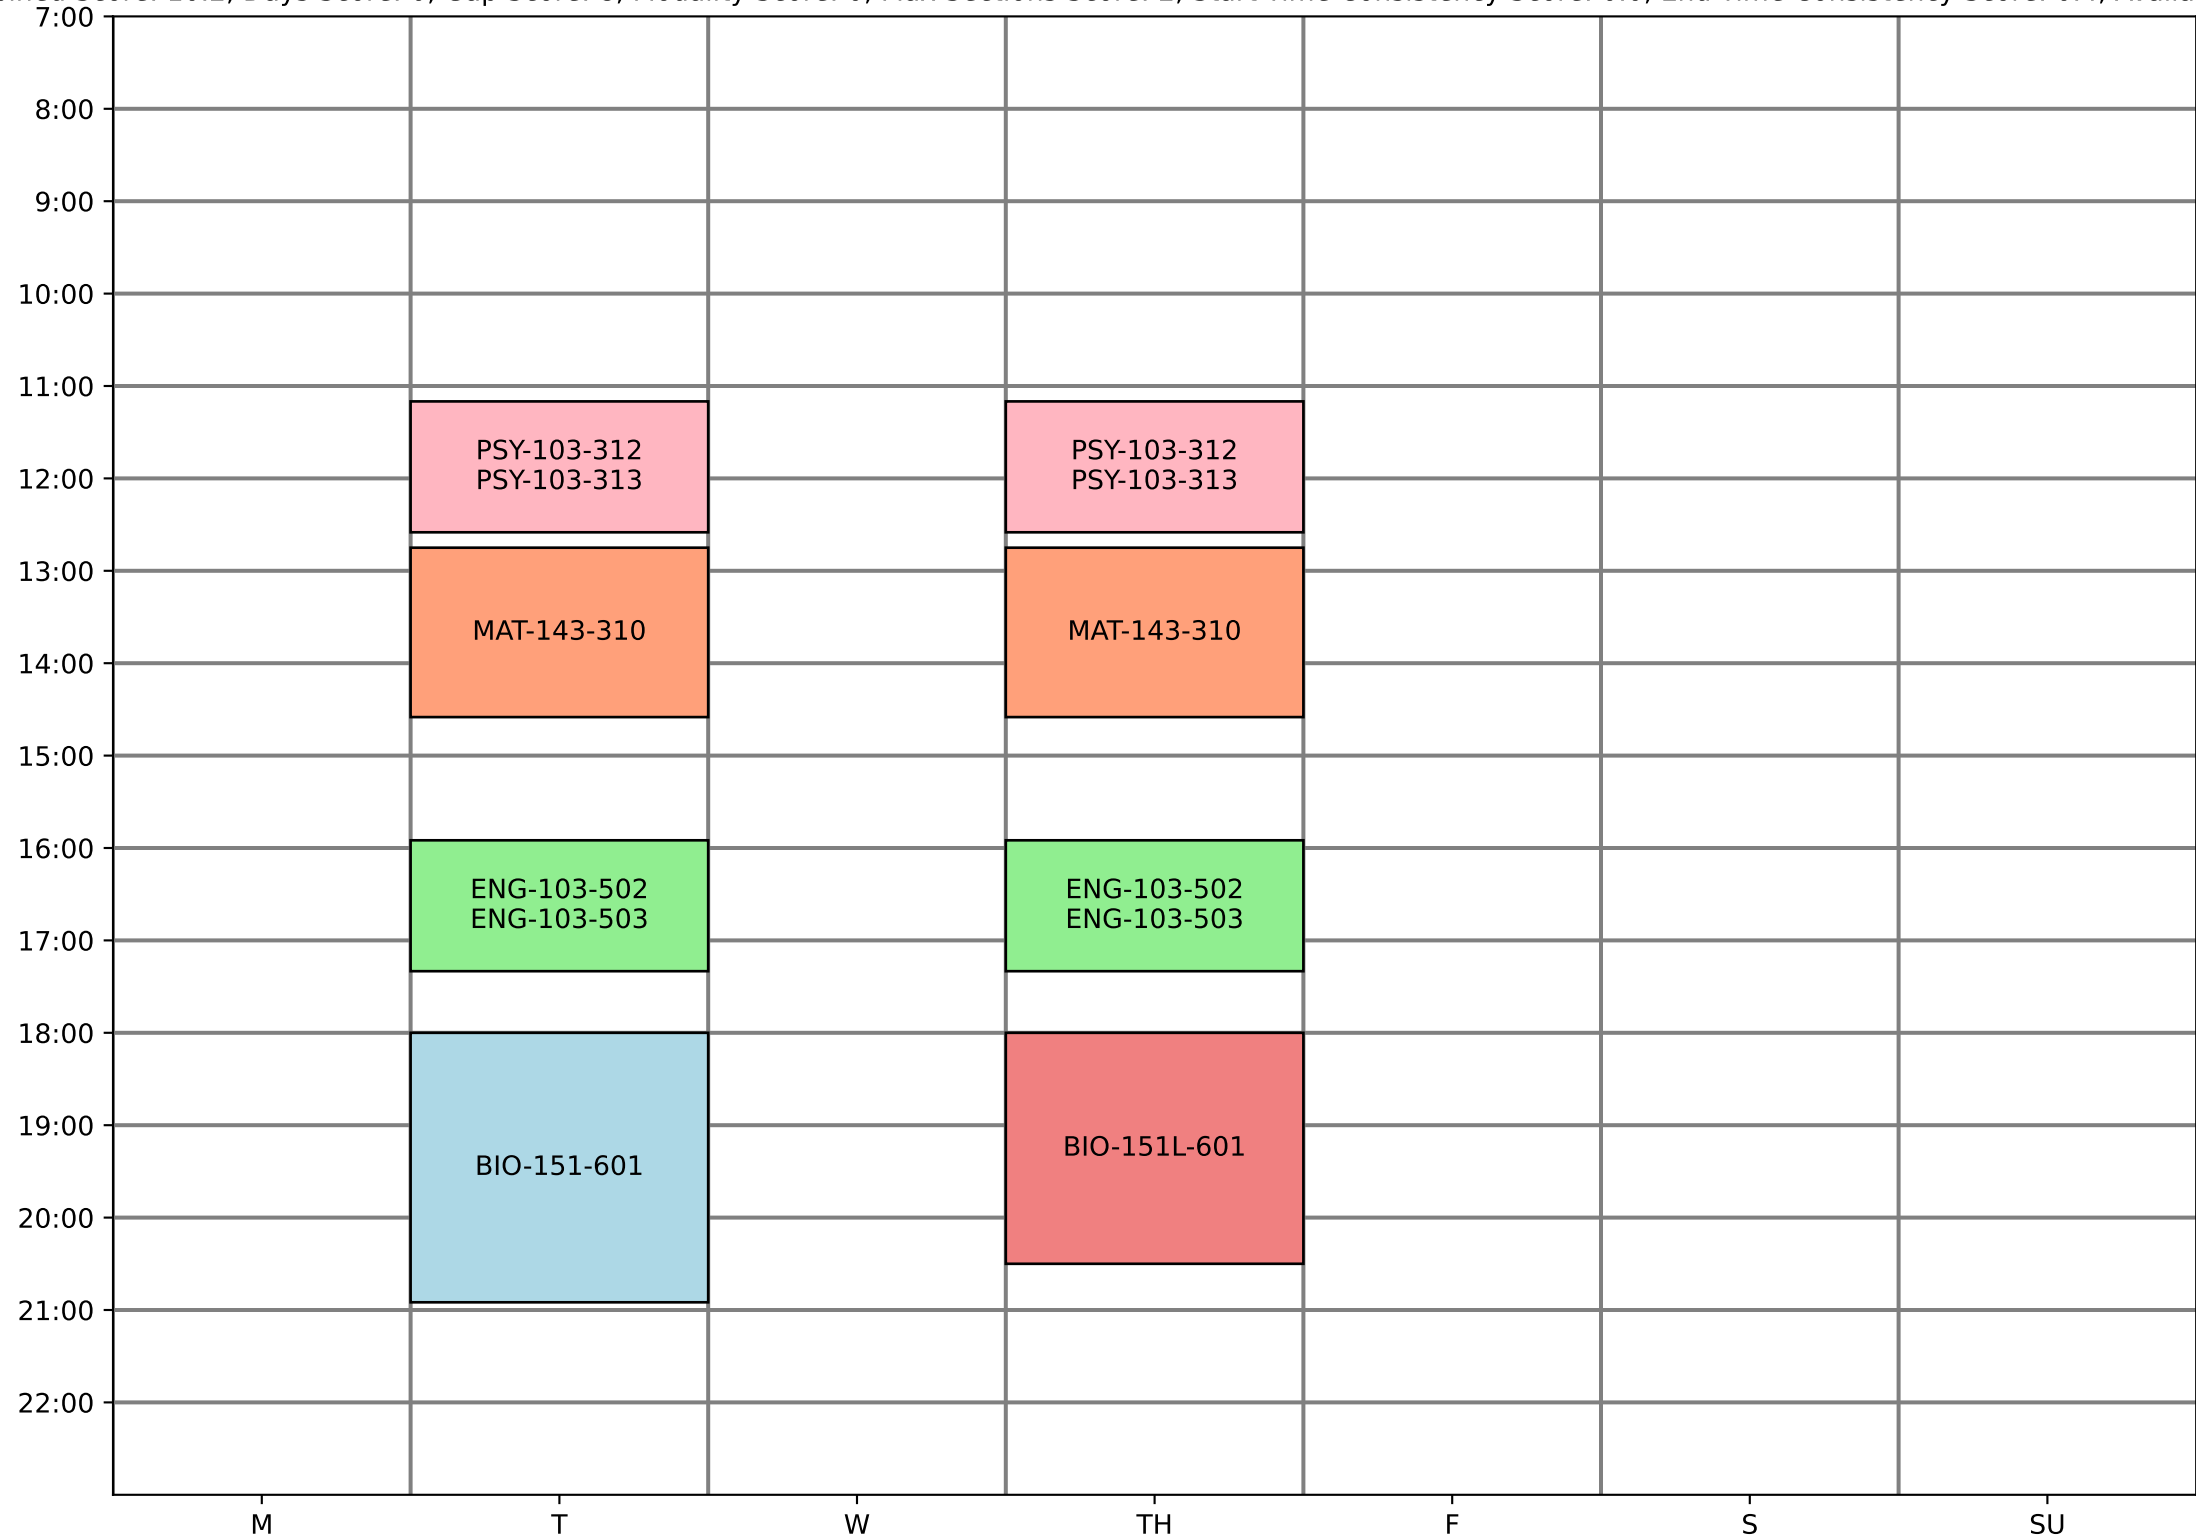 7:00
8:00
9:00
10:00
11:00
PSY-103-312 PSY-103-312
PSY-103-313 PSY-103-313
12:00
13:00
MAT-143-310 MAT-143-310
14:00
15:00
16:00
ENG-103-502 ENG-103-502
ENG-103-503 ENG-103-503
17:00
18:00
19:00
BIO-151L-601
BIO-151-601
20:00
21:00
22:00
M T W TH F S SU